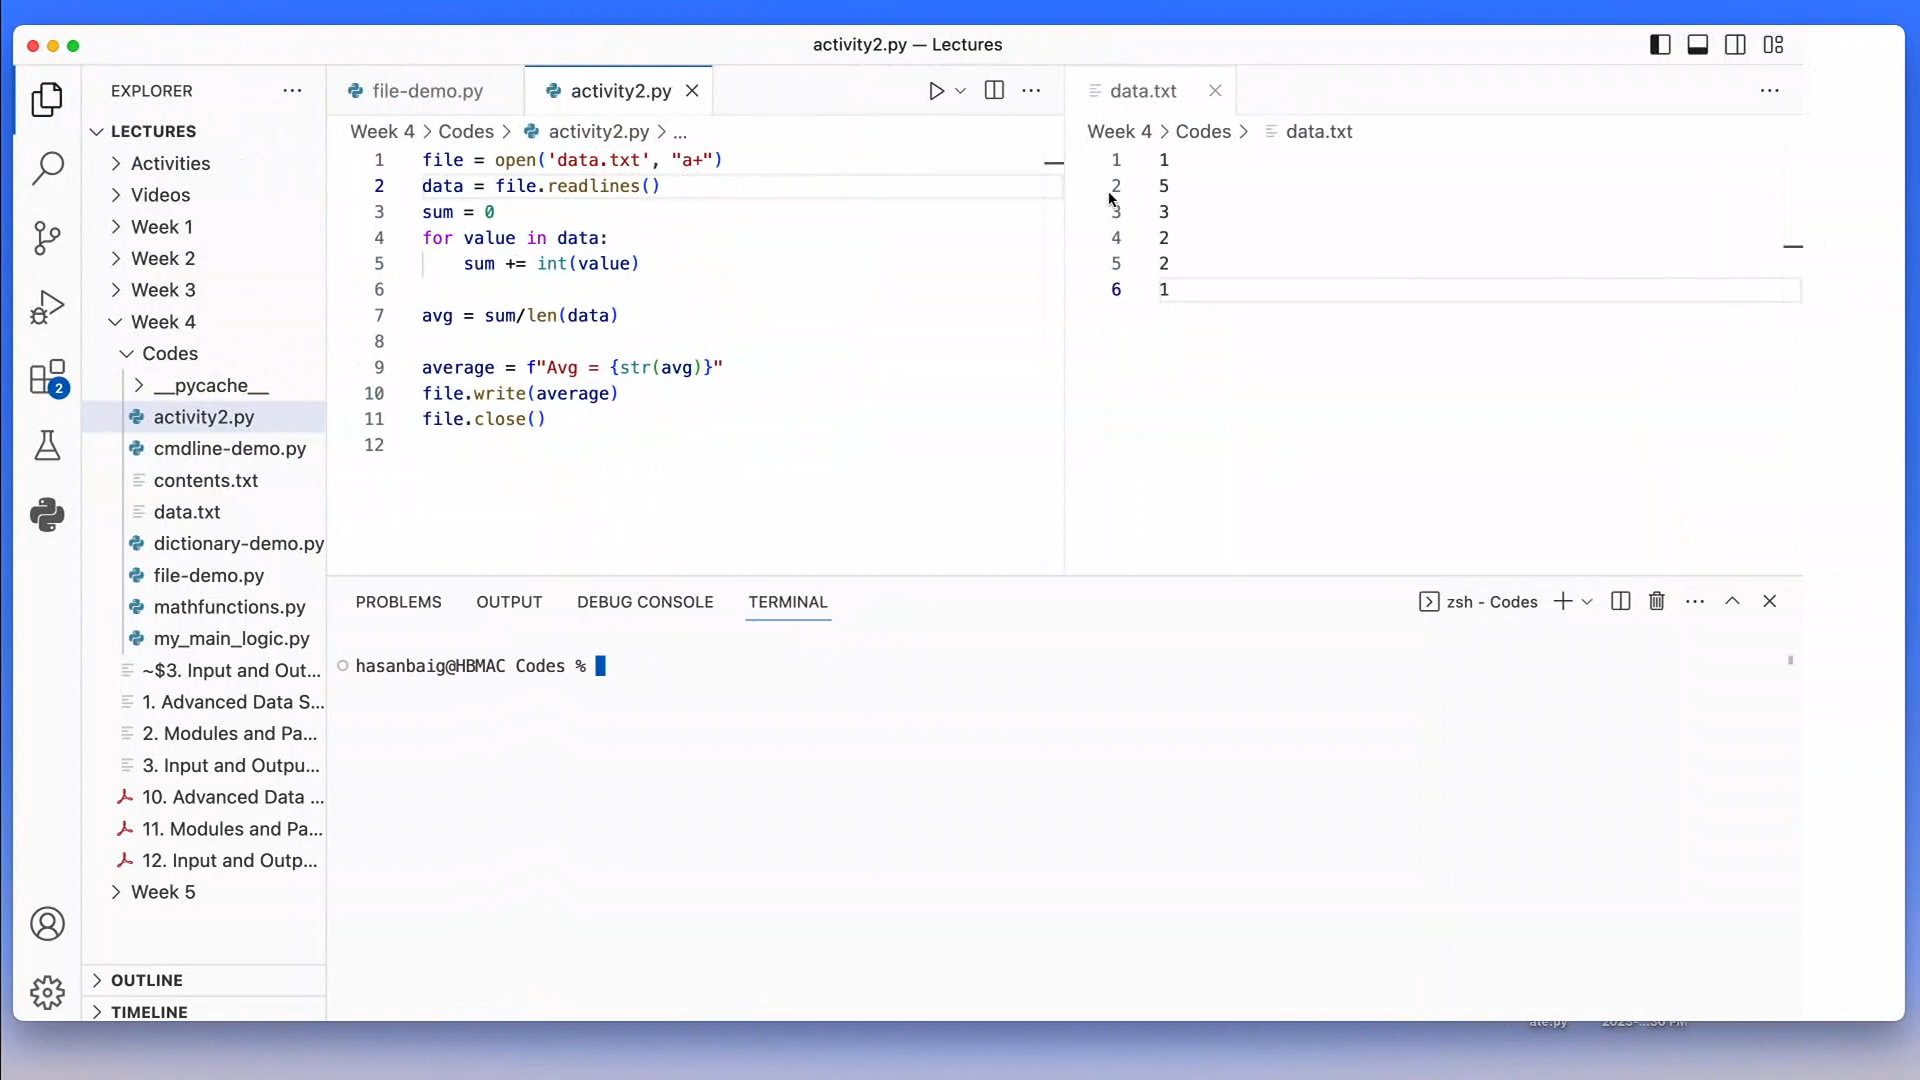 activity2.py — Lectures
EXPLORER
LECTURES
Activities
Videos
Week 1
Week 2
Week 3
Week 4
Codes
__pycache__
activity2.py
cmdline-demo.py
contents.txt
data.txt
dictionary-demo.py
file-demo.py
mathfunctions.py
my_main_logic.py
~$3. Input and Out...
1. Advanced Data S...
2. Modules and Pa...
3. Input and Outpu...
10. Advanced Data ...
11. Modules and Pa...
12. Input and Outp...
Week 5
OUTLINE
TIMELINE
2
file-demo.py
activity2.py
Week 4 > Codes > activity2.py > ...
1 file = open('data.txt', "a+")
2 data = file.readlines()
3 sum = 0
4 for value in data:
5 sum += int(value)
6
7 avg = sum/len(data)
8
9 average = f"Avg = {str(avg)}"
10 file.write(average)
11 file.close()
12
data.txt
Week 4 > Codes > data.txt
1 1
2 5
3 3
4 2
5 2
6 1
PROBLEMS OUTPUT DEBUG CONSOLE TERMINAL
zsh - Codes
hasanbaig@HBMAC Codes %